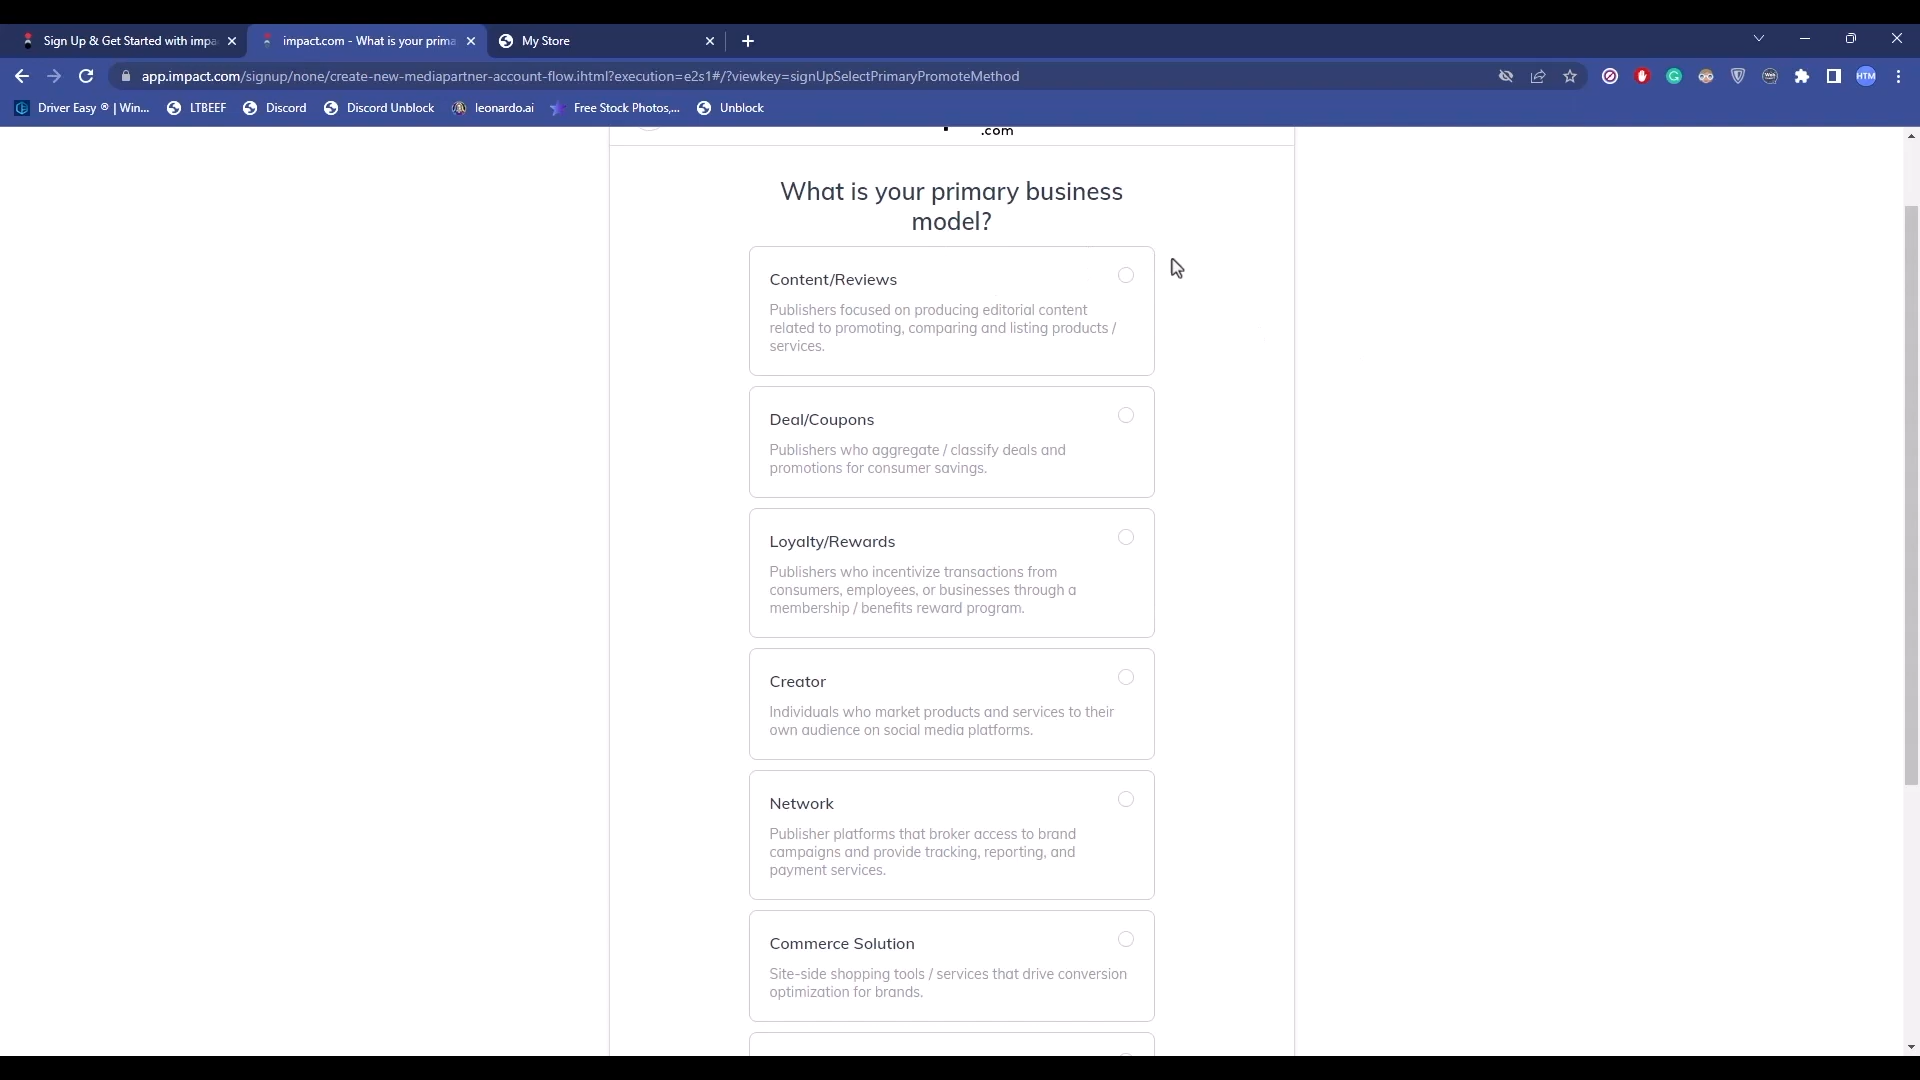 Sign Up & Get Started with impa
impact.com - What is your prima
My Store
app.impact.com/signup/none/create-new-mediapartner-account-flow.ihtml?execution=e2s1#/?viewkey=signUpSelectPrimaryPromoteMethod
HTM
Driver Easy ® | Win...
LTBEEF
Discord
Discord Unblock
leonardo.ai
Free Stock Photos,...
Unblock
.com
What is your primary business
model?
Content/Reviews
Publishers focused on producing editorial content
related to promoting, comparing and listing products /
services.
Deal/Coupons
Publishers who aggregate / classify deals and
promotions for consumer savings.
Loyalty/Rewards
Publishers who incentivize transactions from
consumers, employees, or businesses through a
membership / benefits reward program.
Creator
Individuals who market products and services to their
own audience on social media platforms.
Network
Publisher platforms that broker access to brand
campaigns and provide tracking, reporting, and
payment services.
Commerce Solution
Site-side shopping tools / services that drive conversion
optimization for brands.